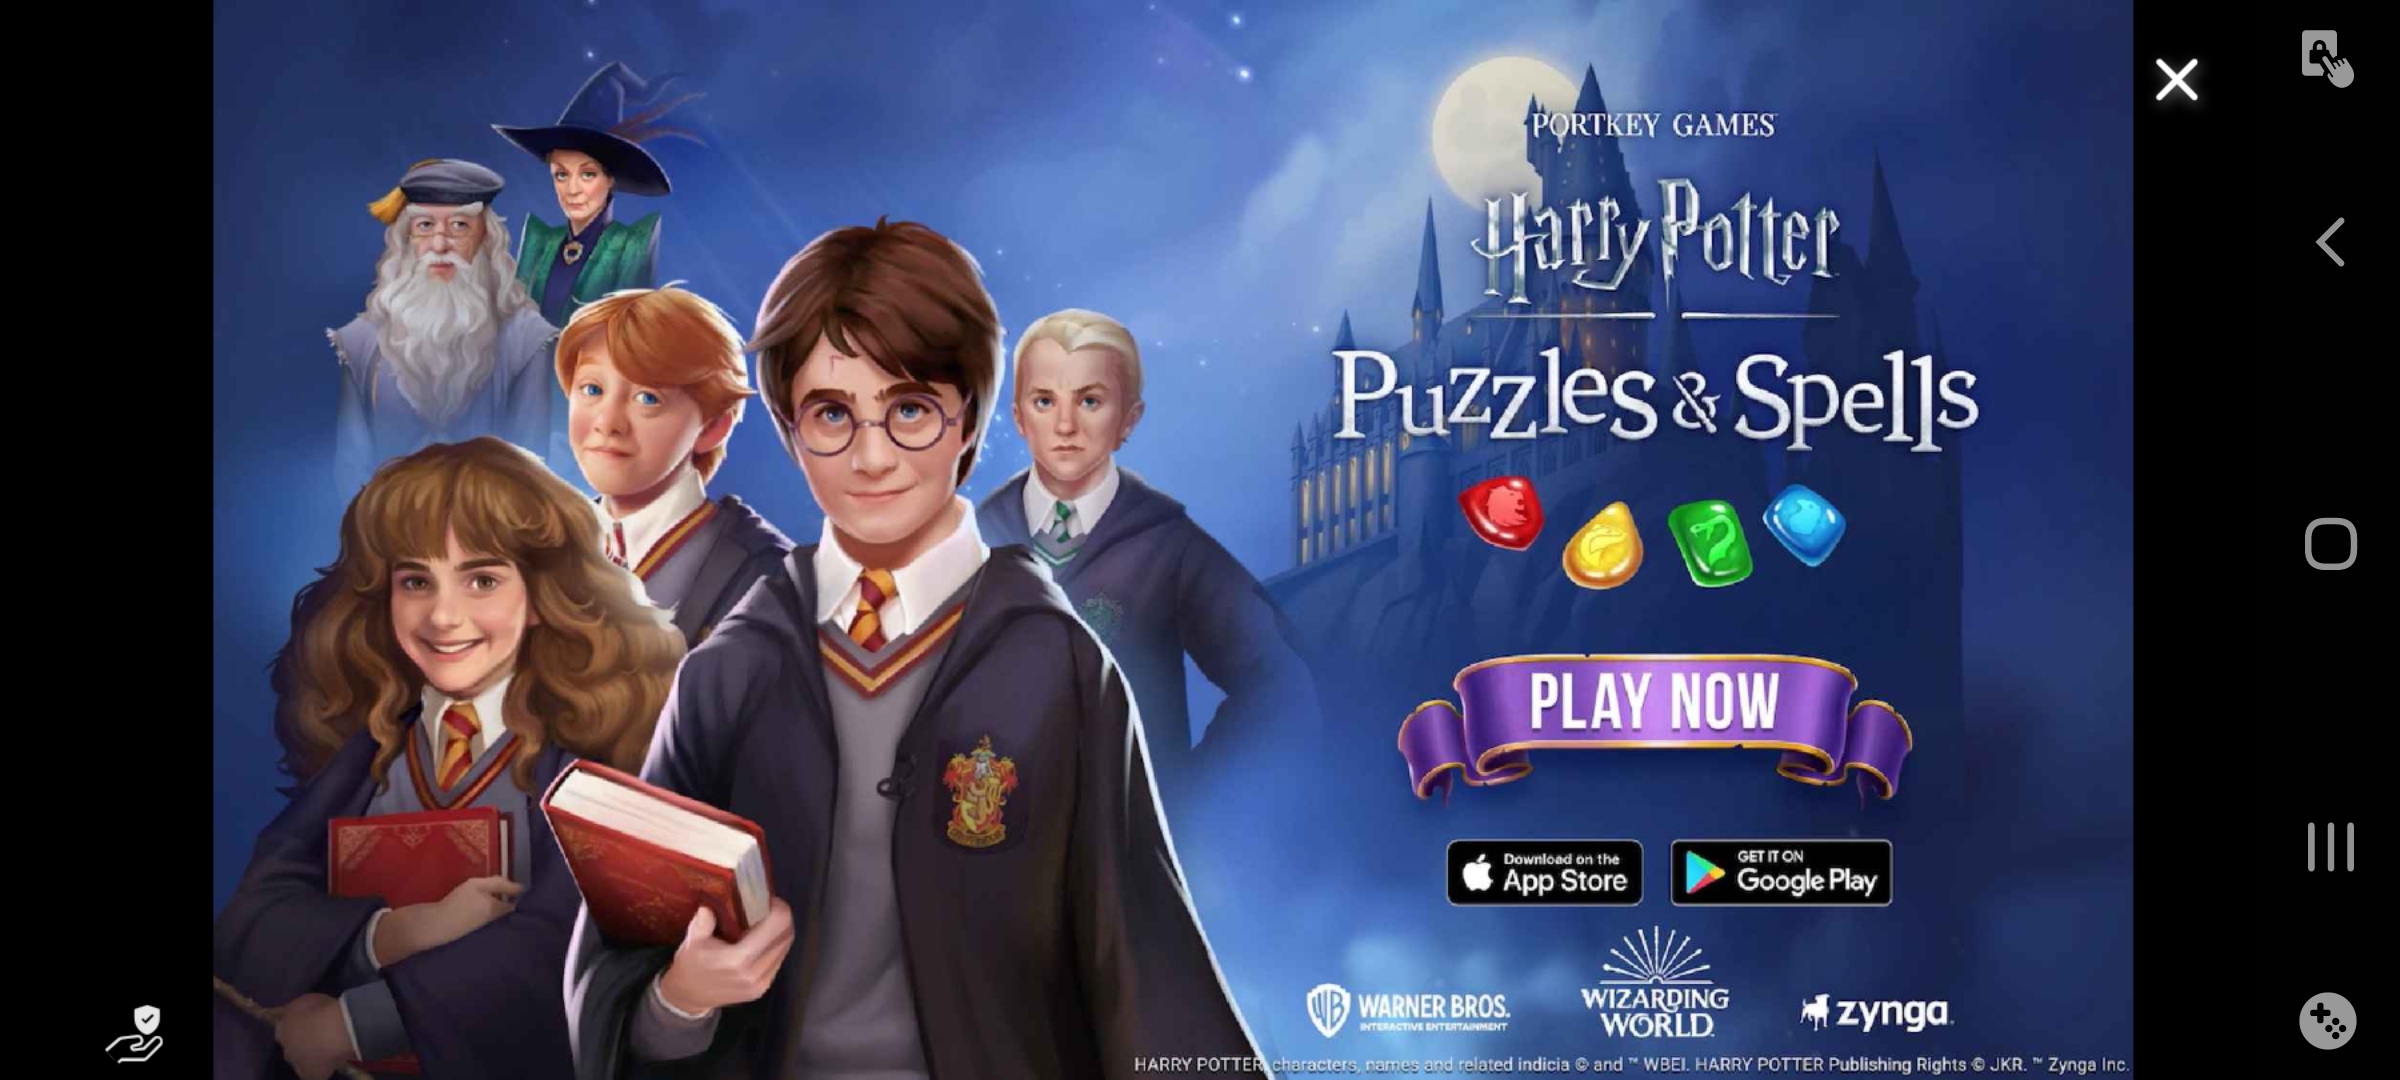 PORTKEY GAMES
Harry Potter
Puzzles & Spells
PLAY NOW
Download on the
App Store
GET IT ON
Google Play
WB WARNER BROS.
INTERACTIVE ENTERTAINMENT
WIZARDING
WORLD
zynga
HARRY POTTER characters, names and related indicia © and ™ WBEI. HARRY POTTER Publishing Rights © JKR. ™ Zynga Inc.